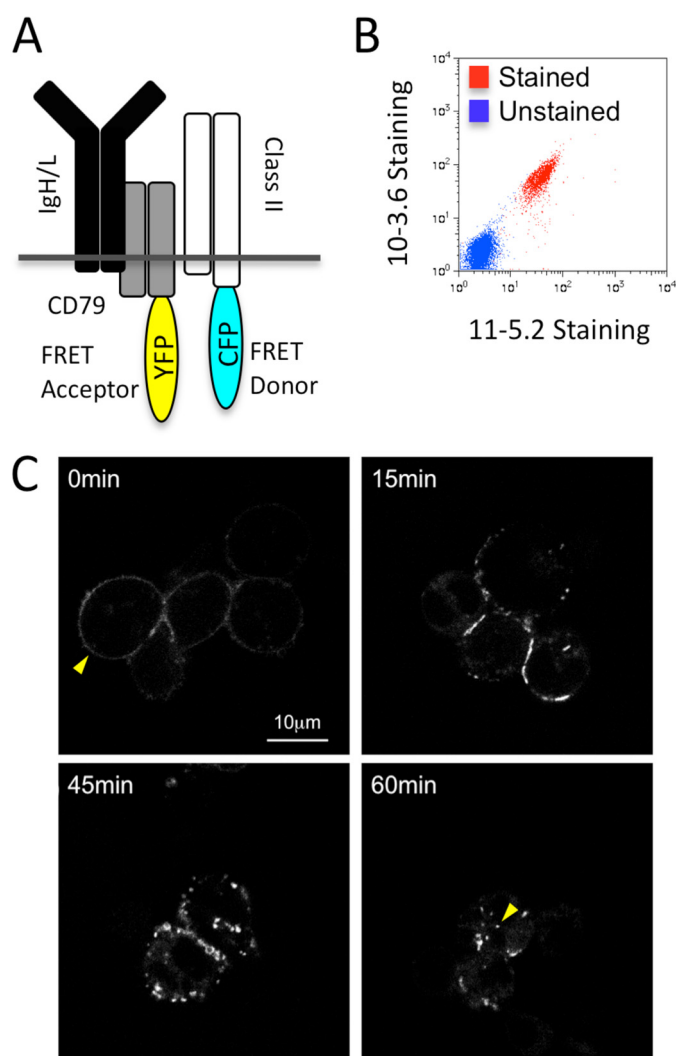 A
IgH/L
Class II
CD79
YFP
CFP
FRET
Acceptor
FRET
Donor
B
10-3.6 Staining
10⁴
10³
10²
10¹
10⁰
Stained
Unstained
10⁰ 10¹ 10² 10³ 10⁴
11-5.2 Staining
C
0min
10μm
15min
45min
60min